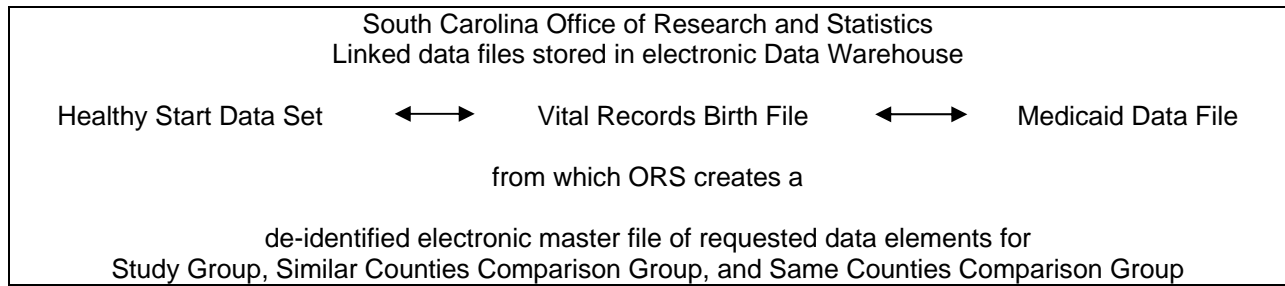 South Carolina Office of Research and Statistics
Linked data files stored in electronic Data Warehouse
Healthy Start Data Set Vital Records Birth File Medicaid Data File
from which ORS creates a
de-identified electronic master file of requested data elements for
Study Group, Similar Counties Comparison Group, and Same Counties Comparison Group